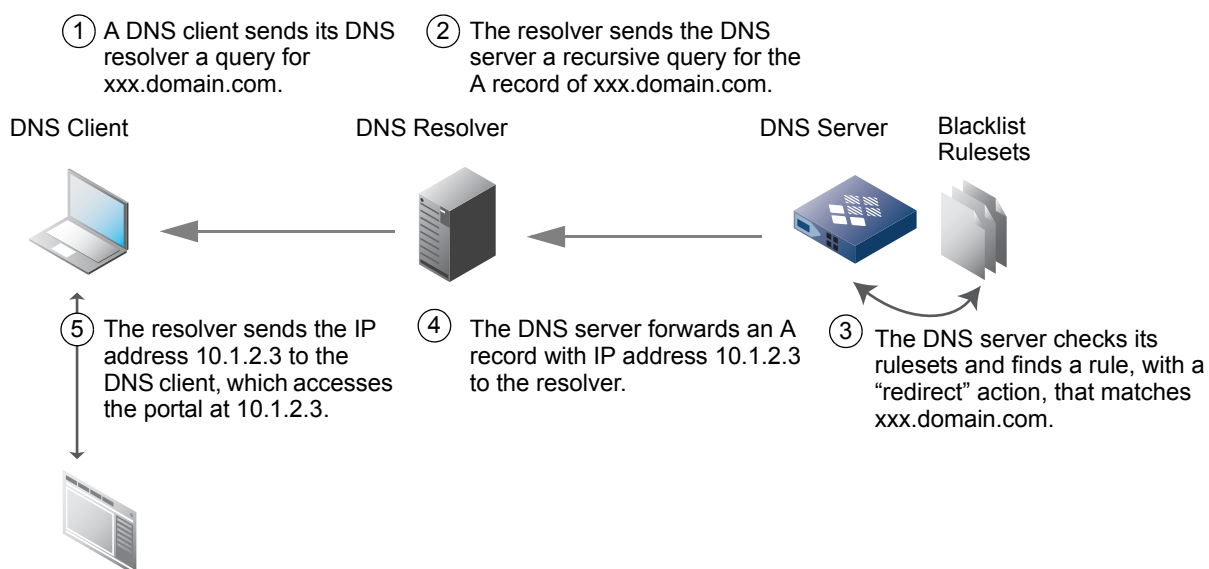 1 A DNS client sends its DNS
resolver a query for
xxx.domain.com.
2 The resolver sends the DNS
server a recursive query for the
A record of xxx.domain.com.
DNS Client
DNS Resolver
DNS Server
Blacklist
Rulesets
5 The resolver sends the IP
address 10.1.2.3 to the
DNS client, which accesses
the portal at 10.1.2.3.
4 The DNS server forwards an A
record with IP address 10.1.2.3
to the resolver.
3 The DNS server checks its
rulesets and finds a rule, with a
“redirect” action, that matches
xxx.domain.com.